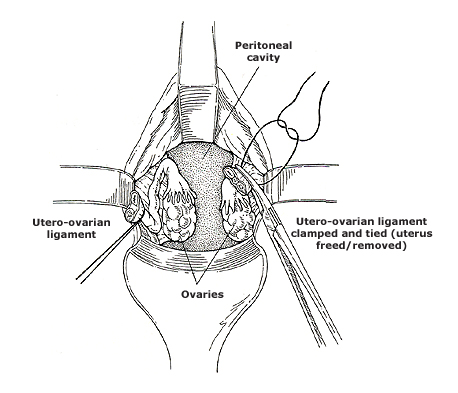 Peritoneal
cavity
Utero-ovarian
ligament
Utero-ovarian ligament
clamped and tied (uterus
freed/removed)
Ovaries